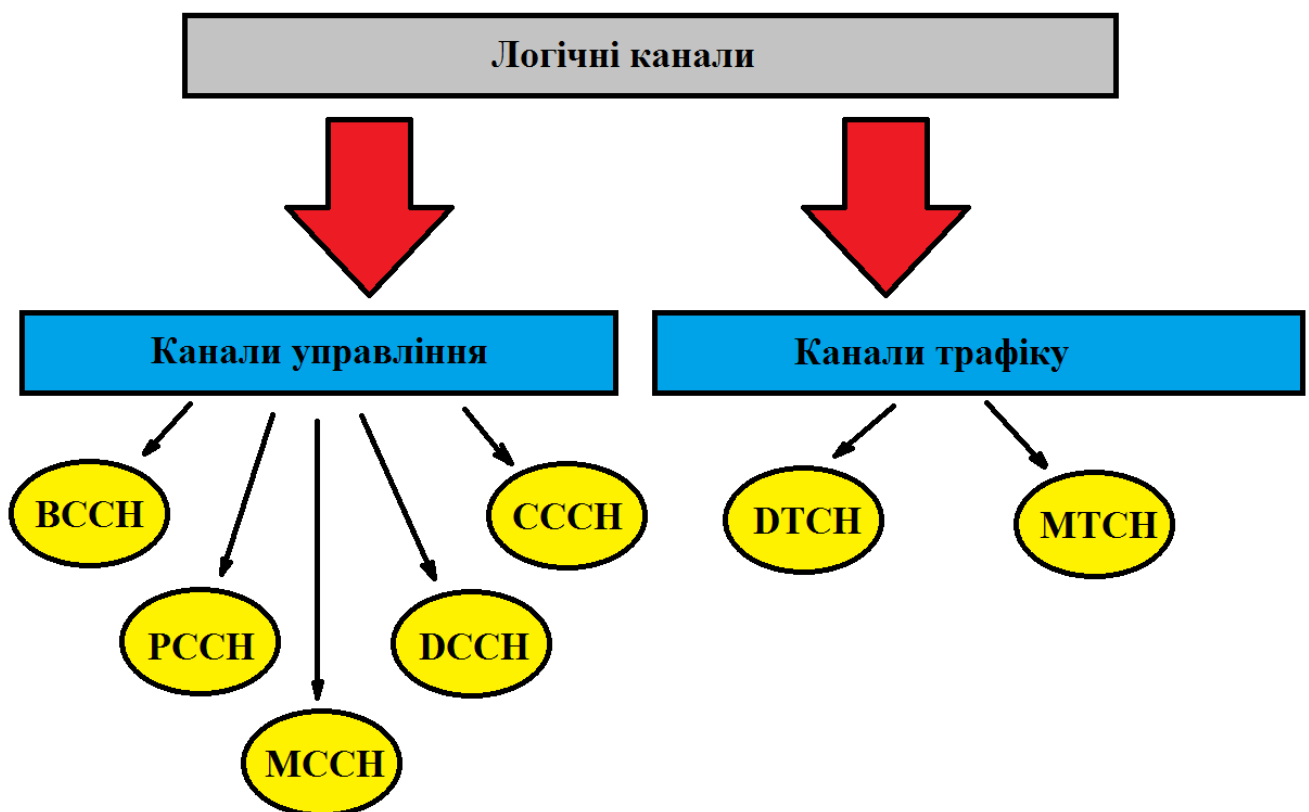 Логічні канали
Канали управління
Канали трафіку
BCCH
CCCH
DTCH
MTCH
PCCH
DCCH
MCCH